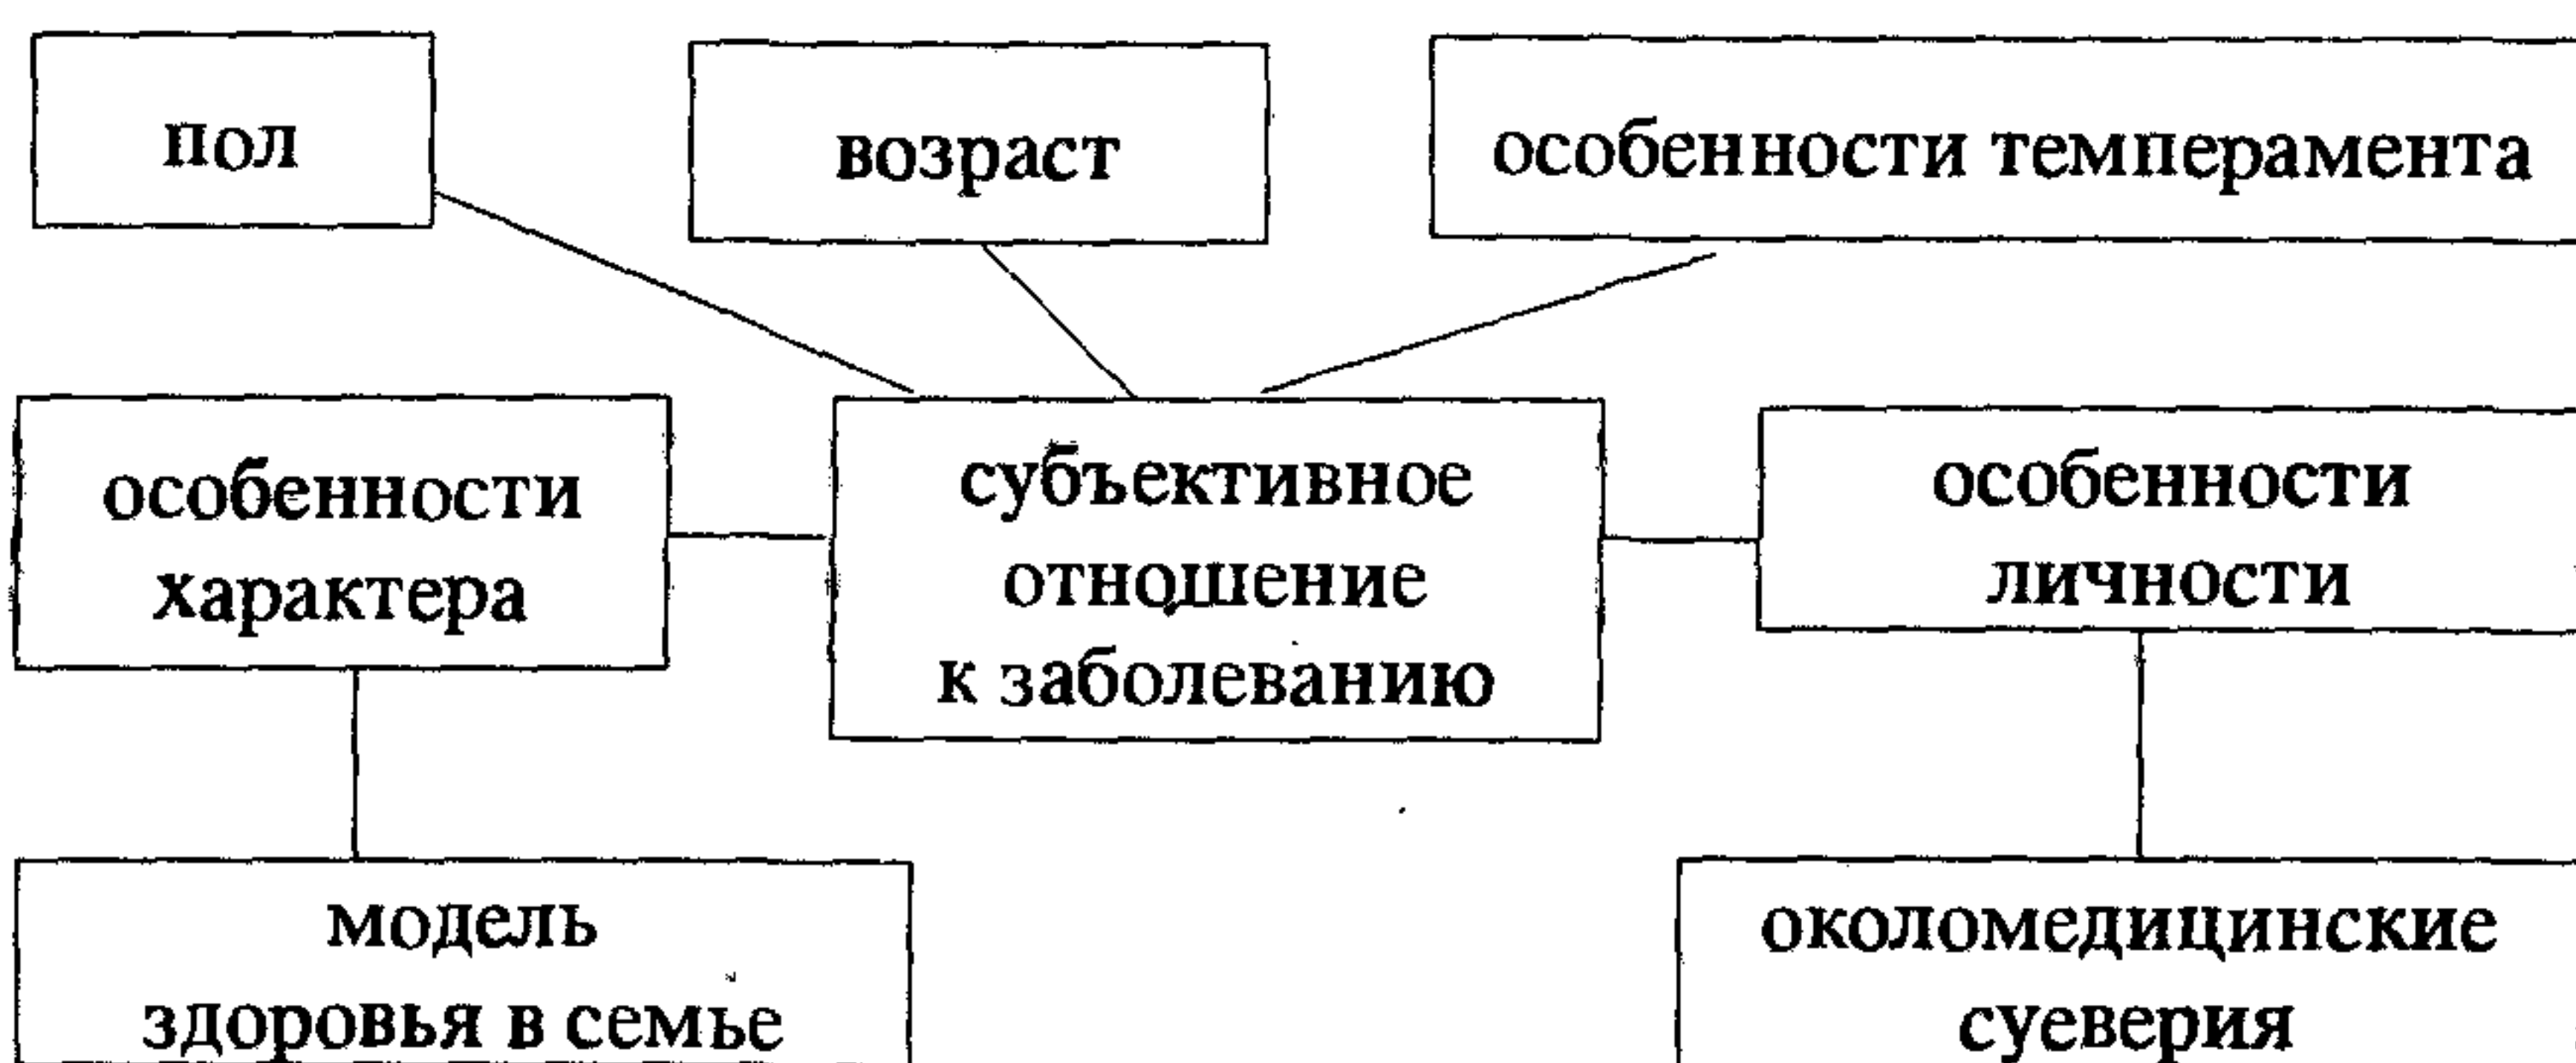 пол
возраст
особенности темперамента
особенности
характера
субъективное
отношение
к заболеванию
особенности
личности
модель
здоровья в семье
околомедицинские
суеверия